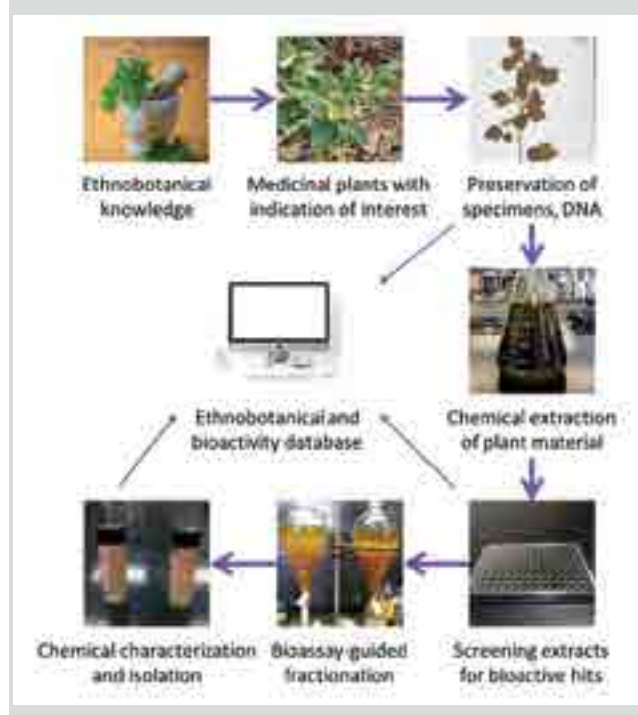 Ethnobotanical
knowledge
Medicinal plants with
indication of interest
Preservation of
specimens, DNA
Ethnobotanical and
bioactivity database
Chemical extraction
of plant material
Chemical characterization
and isolation
Bioassay-guided
fractionation
Screening extracts
for bioactive hits